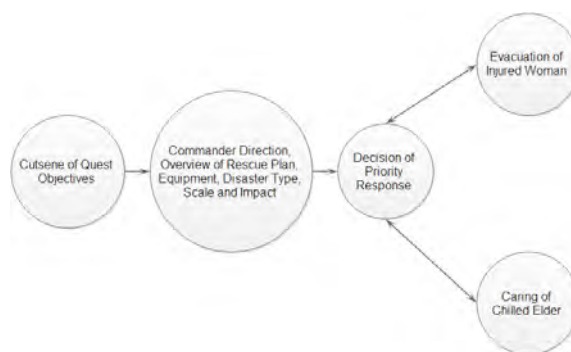 Cutsene of Quest
Objectives
Commander Direction,
Overview of Rescue Plan,
Equipment, Disaster Type,
Scale and Impact
Decision of
Priority
Response
Evacuation of
Injured Woman
Caring of
Chilled Elder